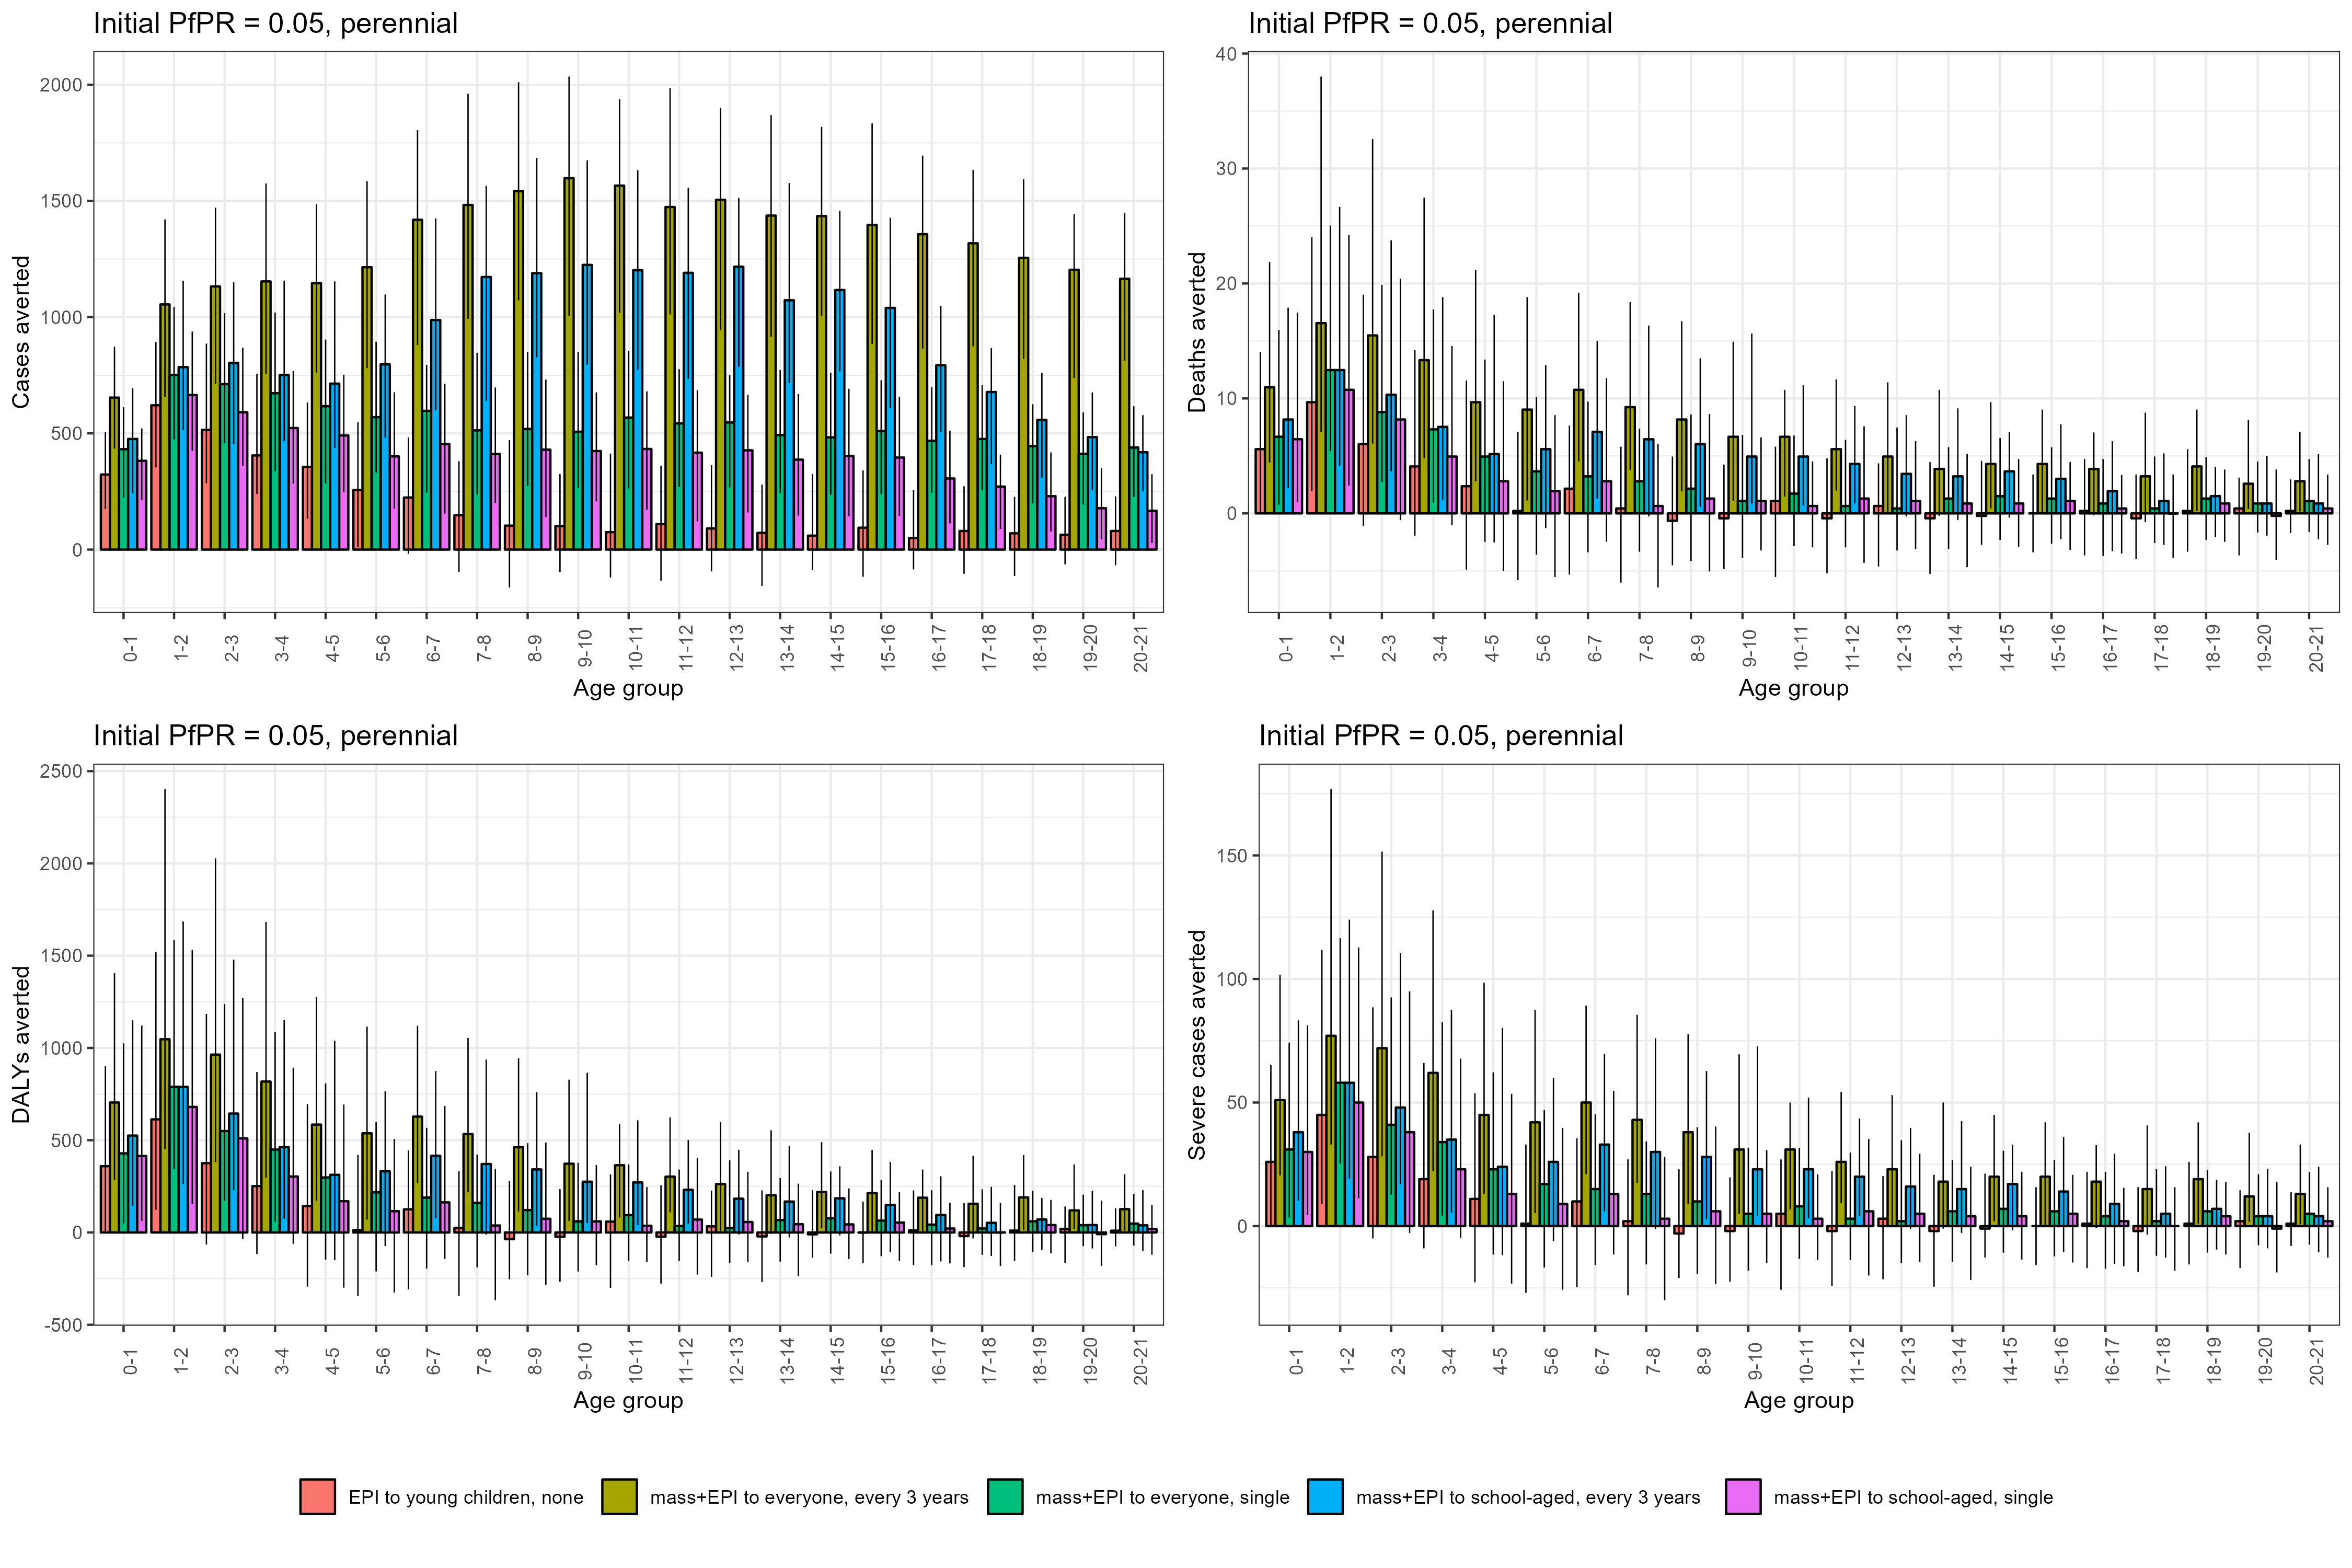 Initial PfPR = 0.05, perennial
Cases averted
2000
1500
1000
500
0
0-1 1-2 2-3 3-4 4-5 5-6 6-7 7-8 8-9 9-10 10-11 11-12 12-13 13-14 14-15 15-16 16-17 17-18 18-19 19-20 20-21
Age group
Initial PfPR = 0.05, perennial
Deaths averted
40
30
20
10
0
0-1 1-2 2-3 3-4 4-5 5-6 6-7 7-8 8-9 9-10 10-11 11-12 12-13 13-14 14-15 15-16 16-17 17-18 18-19 19-20 20-21
Age group
Initial PfPR = 0.05, perennial
DALYs averted
2500
2000
1500
1000
500
0
-500
0-1 1-2 2-3 3-4 4-5 5-6 6-7 7-8 8-9 9-10 10-11 11-12 12-13 13-14 14-15 15-16 16-17 17-18 18-19 19-20 20-21
Age group
Initial PfPR = 0.05, perennial
Severe cases averted
150
100
50
0
0-1 1-2 2-3 3-4 4-5 5-6 6-7 7-8 8-9 9-10 10-11 11-12 12-13 13-14 14-15 15-16 16-17 17-18 18-19 19-20 20-21
Age group
EPI to young children, none mass+EPI to everyone, every 3 years mass+EPI to everyone, single mass+EPI to school-aged, every 3 years mass+EPI to school-aged, single